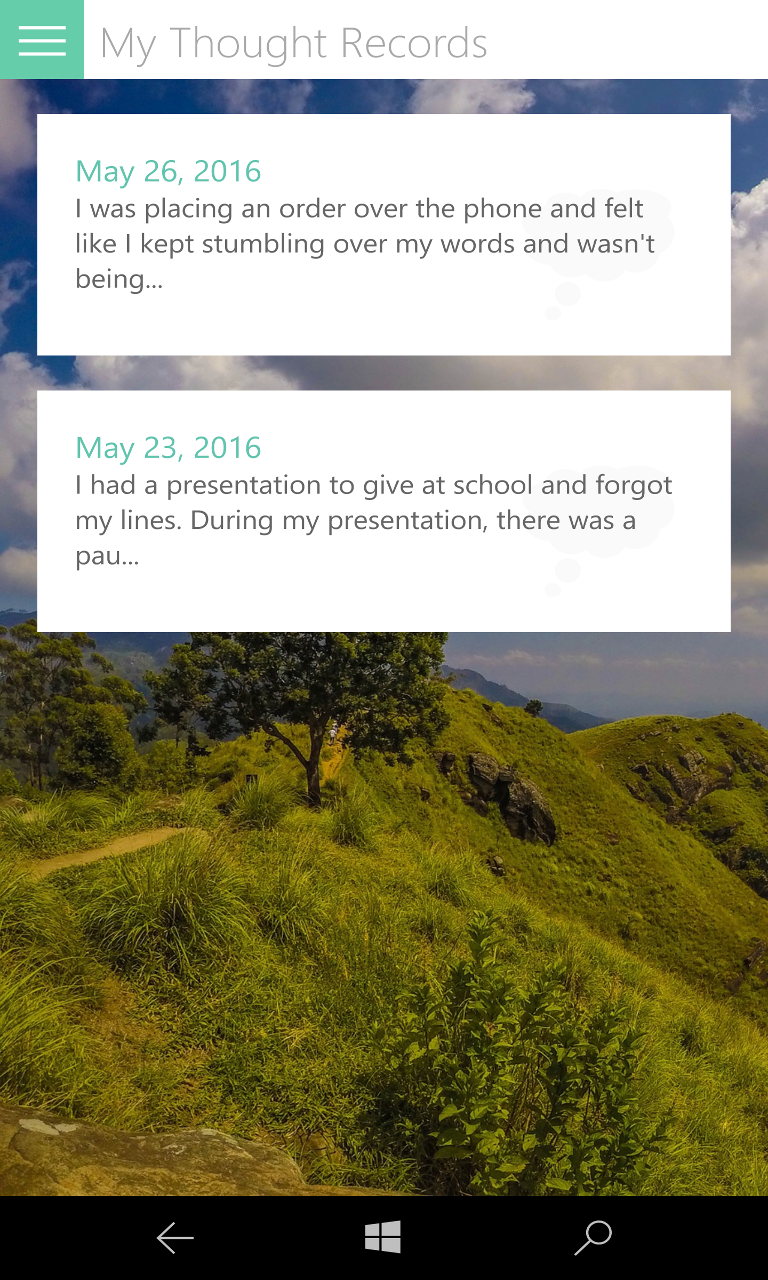 My Thought Records
May 26, 2016
I was placing an order over the phone and felt
like I kept stumbling over my words and wasn't
being...
May 23, 2016
I had a presentation to give at school and forgot
my lines. During my presentation, there was a
pau...